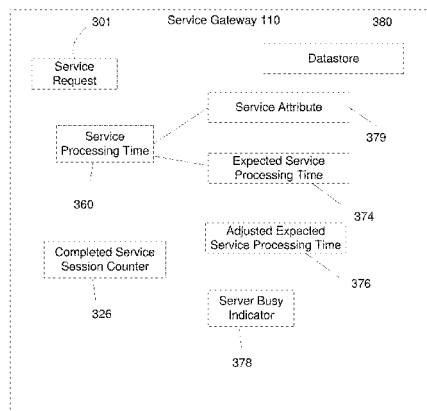 301
Service Gateway 110
380
Service
Request
Datastore
Service Attribute
379
Service
Processing Time
360
Expected Service
Processing Time
374
Adjusted Expected
Service Processing Time
376
Completed Service
Session Counter
326
Server Busy
Indicator
378